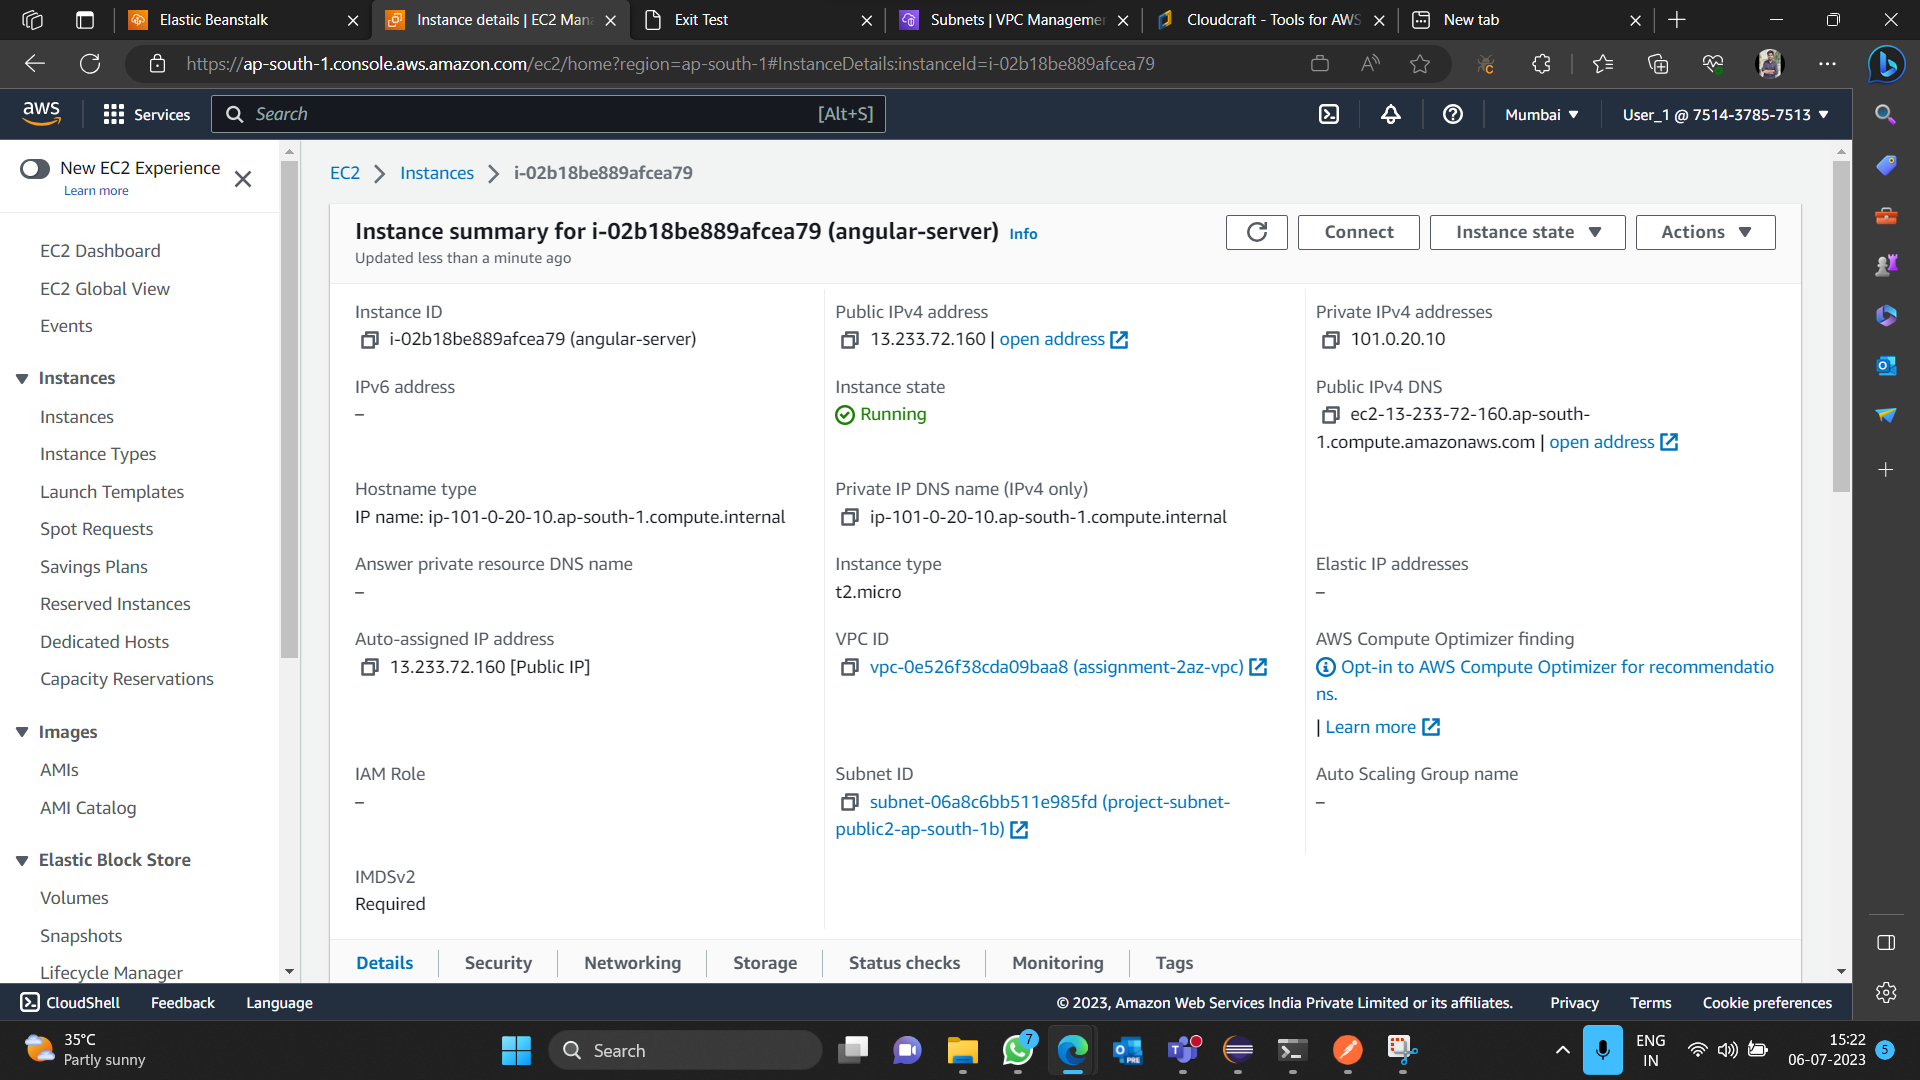 Elastic Beanstalk
Instance details | EC2 Mana
Exit Test
Subnets | VPC Managemen
Cloudcraft - Tools for AWS
New tab
https://ap-south-1.console.aws.amazon.com/ec2/home?region=ap-south-1#InstanceDetails:instanceId=i-02b18be889afcea79
aws
Services
Search
[Alt+S]
Mumbai
User_1 @ 7514-3785-7513
New EC2 Experience
Learn more
EC2 Dashboard
EC2 Global View
Events
Instances
Instances
Instance Types
Launch Templates
Spot Requests
Savings Plans
Reserved Instances
Dedicated Hosts
Capacity Reservations
Images
AMIs
AMI Catalog
Elastic Block Store
Volumes
Snapshots
Lifecycle Manager
EC2
Instances
i-02b18be889afcea79
Instance summary for i-02b18be889afcea79 (angular-server) Info
Updated less than a minute ago
Connect
Instance state
Actions
Instance ID
i-02b18be889afcea79 (angular-server)
Public IPv4 address
13.233.72.160 | open address
Private IPv4 addresses
101.0.20.10
IPv6 address
–
Instance state
Running
Public IPv4 DNS
ec2-13-233-72-160.ap-south-
1.compute.amazonaws.com | open address
Hostname type
IP name: ip-101-0-20-10.ap-south-1.compute.internal
Private IP DNS name (IPv4 only)
ip-101-0-20-10.ap-south-1.compute.internal
Answer private resource DNS name
–
Instance type
t2.micro
Elastic IP addresses
–
Auto-assigned IP address
13.233.72.160 [Public IP]
VPC ID
vpc-0e526f38cda09baa8 (assignment-2az-vpc)
AWS Compute Optimizer finding
Opt-in to AWS Compute Optimizer for recommendatio
ns.
| Learn more
IAM Role
–
Subnet ID
subnet-06a8c6bb511e985fd (project-subnet-
public2-ap-south-1b)
Auto Scaling Group name
–
IMDSv2
Required
Details
Security
Networking
Storage
Status checks
Monitoring
Tags
CloudShell
Feedback
Language
© 2023, Amazon Web Services India Private Limited or its affiliates.
Privacy
Terms
Cookie preferences
35°C
Partly sunny
Search
7
PRE
ENG
IN
15:22
06-07-2023
5